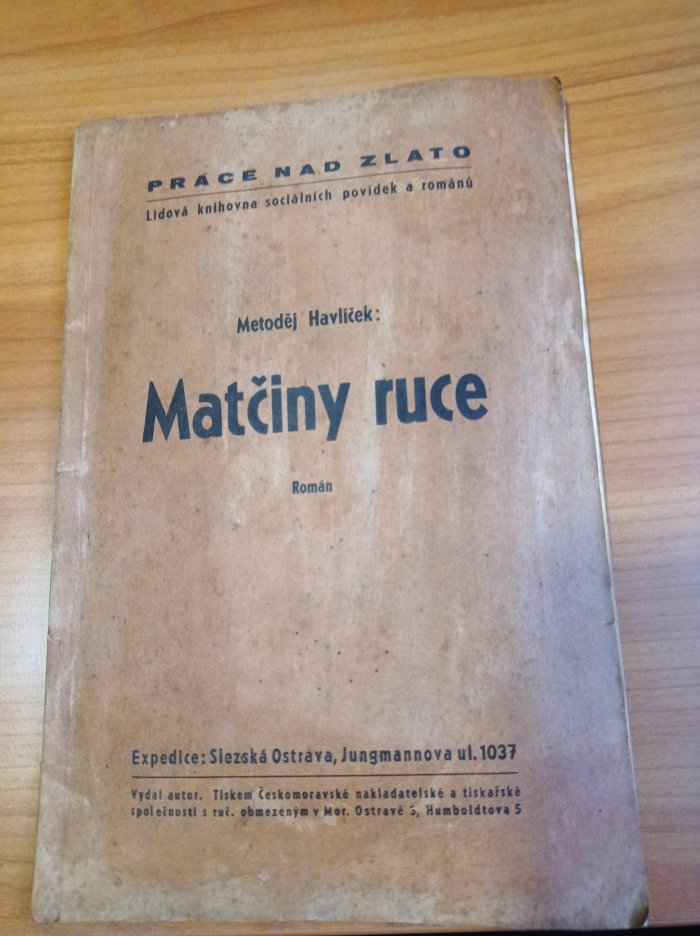 PRACE NAD ZLATO
Lidová knihovna sociálních povídek a románů
Metoděj Havlíček:
Matčiny ruce
Román
Expedice: Slezská Ostrava, Jungmannova ul. 1037
Vydal autor. Tiskem Českomoravské nakladatelské a tiskařské
společnosti s ruč. obmezeným v Mor. Ostravě 3, Humboldtova 5